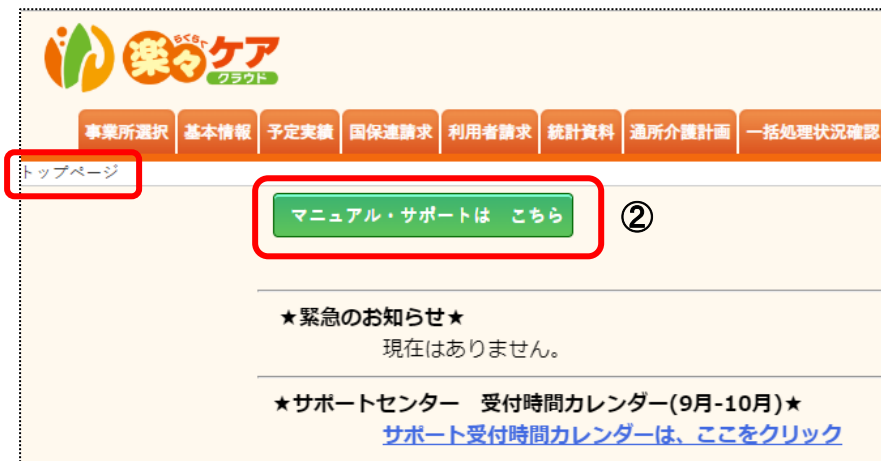 らくらく
楽々ケア
クラウド
事業所選択 基本情報 予定実績 国保連請求 利用者請求 統計資料 通所介護計画 一括処理状況確認
トップページ
マニュアル・サポートは　こちら
②
★緊急のお知らせ★
現在はありません。
★サポートセンター　受付時間カレンダー(9月-10月)★
サポート受付時間カレンダーは、ここをクリック